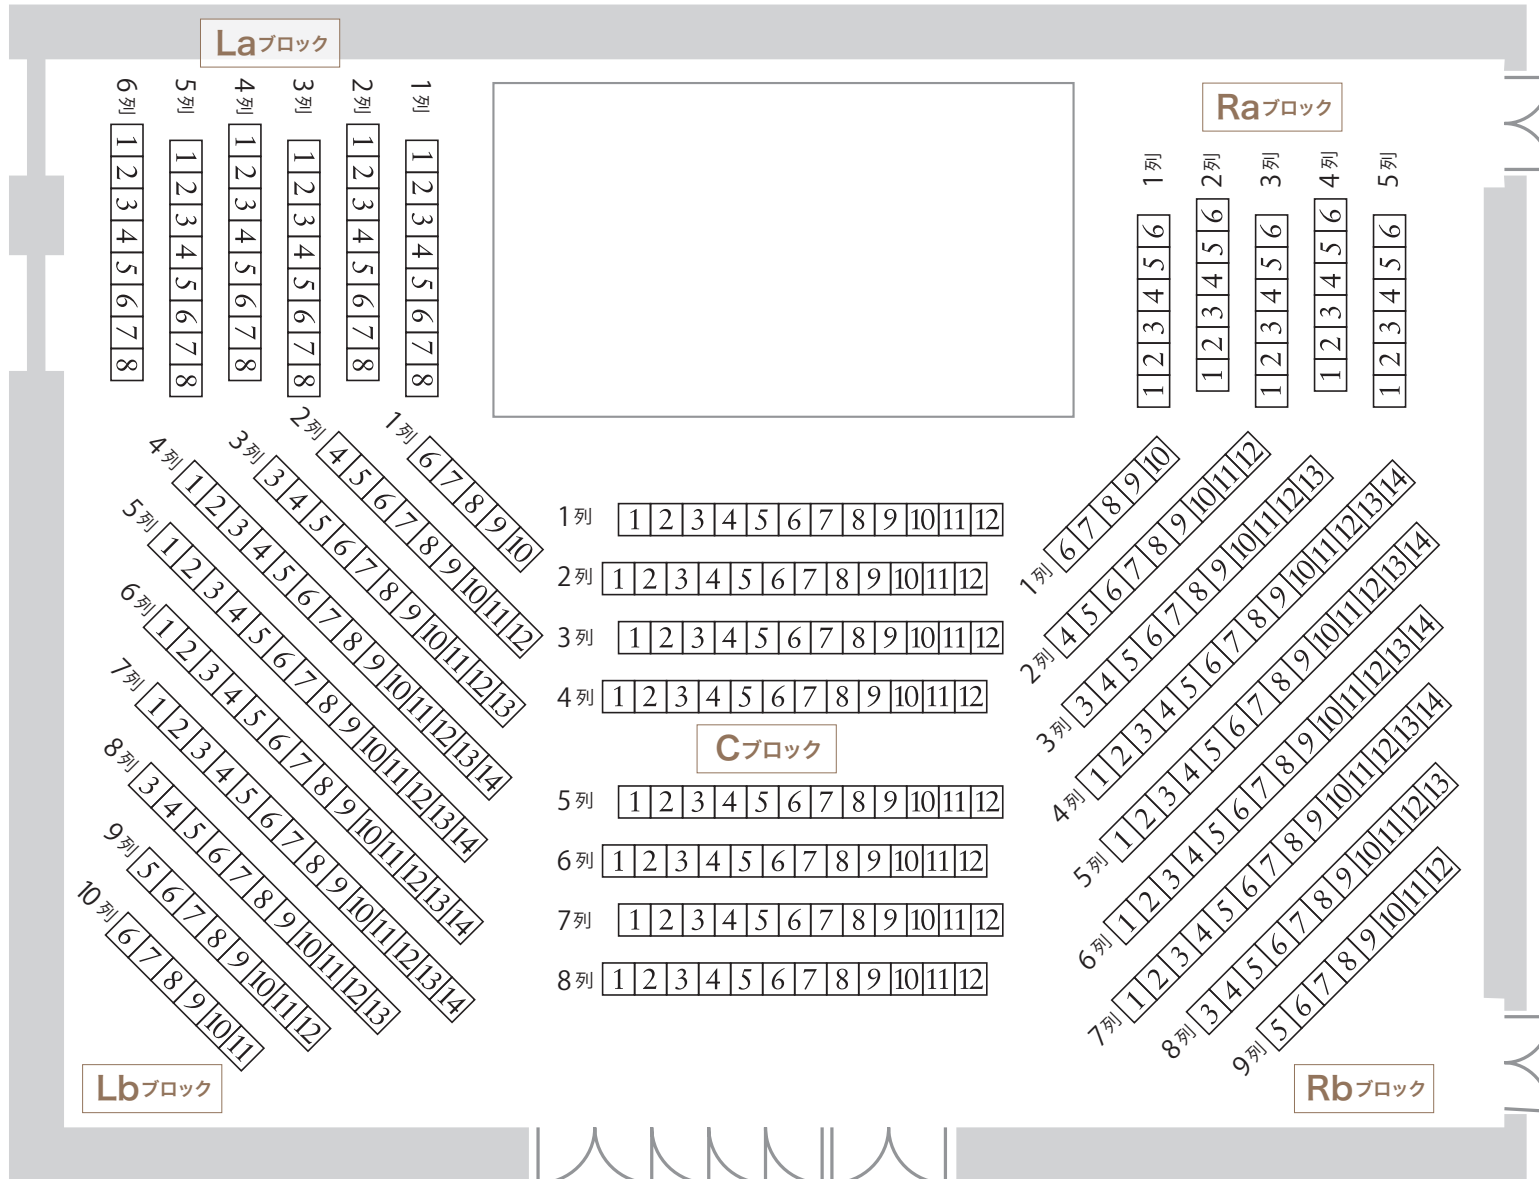 Laブロック
6列 1 2 3 4 5 6 7 8
5列 1 2 3 4 5 6 7 8
4列 1 2 3 4 5 6 7 8
3列 1 2 3 4 5 6 7 8
2列 1 2 3 4 5 6 7 8
1列 1 2 3 4 5 6 7 8
Raブロック
1列 6 5 4 3 2 1
2列 6 5 4 3 2 1
3列 6 5 4 3 2 1
4列 6 5 4 3 2 1
5列 6 5 4 3 2 1
1列 6 7 8 9 10
2列 4 5 6 7 8 9 10 11 12
3列 3 4 5 6 7 8 9 10 11 12 13
4列 1 2 3 4 5 6 7 8 9 10 11 12 13 14
5列 1 2 3 4 5 6 7 8 9 10 11 12 13 14
6列 1 2 3 4 5 6 7 8 9 10 11 12 13 14
7列 1 2 3 4 5 6 7 8 9 10 11 12 13 14
8列 3 4 5 6 7 8 9 10 11 12 13
9列 5 6 7 8 9 10 11 12
10列 6 7 8 9 10 11
Lbブロック
1列 1 2 3 4 5 6 7 8 9 10 11 12
2列 1 2 3 4 5 6 7 8 9 10 11 12
3列 1 2 3 4 5 6 7 8 9 10 11 12
4列 1 2 3 4 5 6 7 8 9 10 11 12
Cブロック
5列 1 2 3 4 5 6 7 8 9 10 11 12
6列 1 2 3 4 5 6 7 8 9 10 11 12
7列 1 2 3 4 5 6 7 8 9 10 11 12
8列 1 2 3 4 5 6 7 8 9 10 11 12
1列 6 7 8 9 10
2列 4 5 6 7 8 9 10 11 12
3列 3 4 5 6 7 8 9 10 11 12 13
4列 1 2 3 4 5 6 7 8 9 10 11 12 13 14
5列 1 2 3 4 5 6 7 8 9 10 11 12 13 14
6列 1 2 3 4 5 6 7 8 9 10 11 12 13 14
7列 1 2 3 4 5 6 7 8 9 10 11 12 13 14
8列 3 4 5 6 7 8 9 10 11 12 13
9列 5 6 7 8 9 10 11 12
Rbブロック